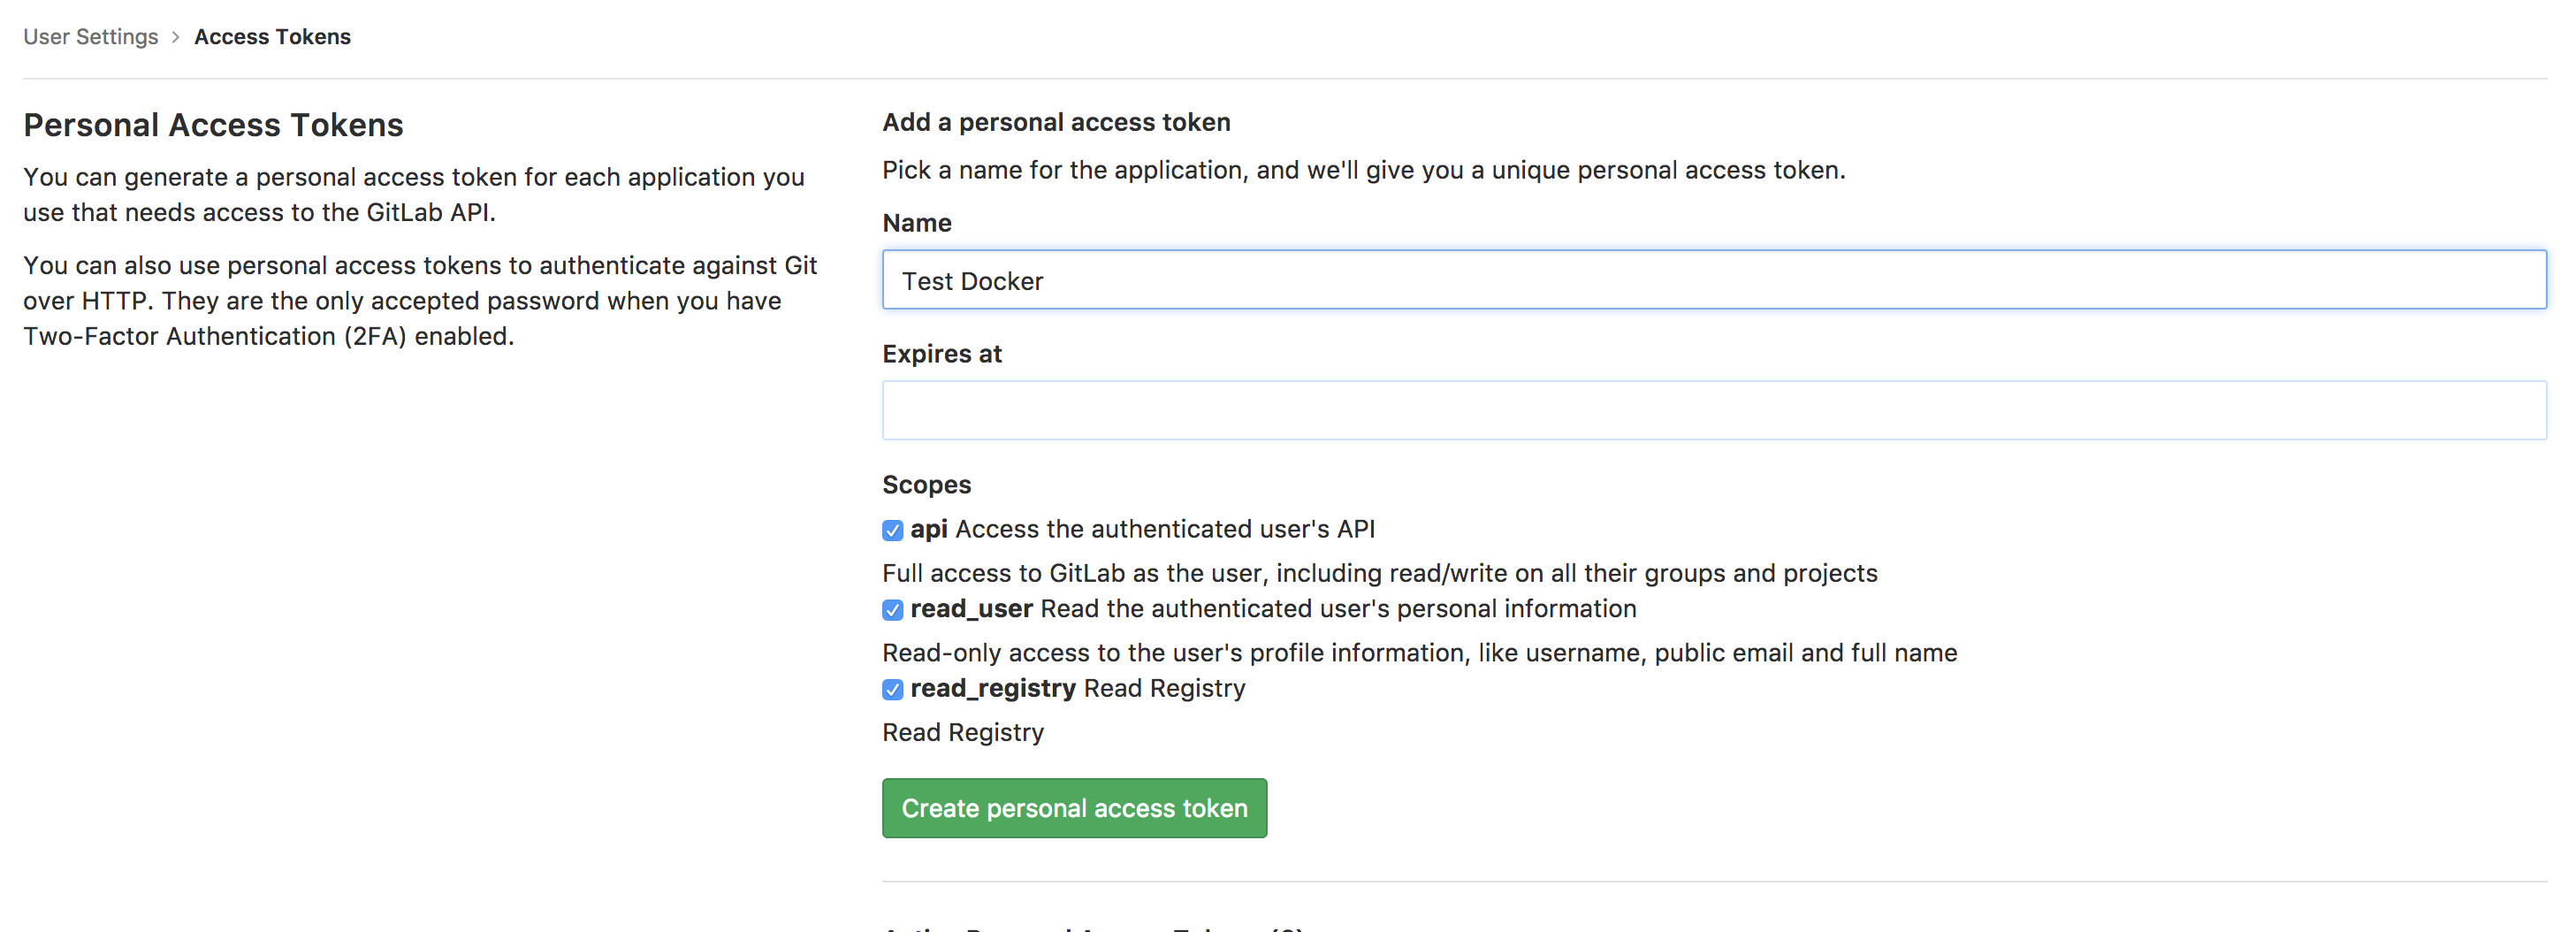 User Settings > Access Tokens
Personal Access Tokens
You can generate a personal access token for each application you
use that needs access to the GitLab API.
You can also use personal access tokens to authenticate against Git
over HTTP. They are the only accepted password when you have
Two-Factor Authentication (2FA) enabled.
Add a personal access token
Pick a name for the application, and we'll give you a unique personal access token.
Name
Test Docker
Expires at
Scopes
api Access the authenticated user's API
Full access to GitLab as the user, including read/write on all their groups and projects
read_user Read the authenticated user's personal information
Read-only access to the user's profile information, like username, public email and full name
read_registry Read Registry
Read Registry
Create personal access token